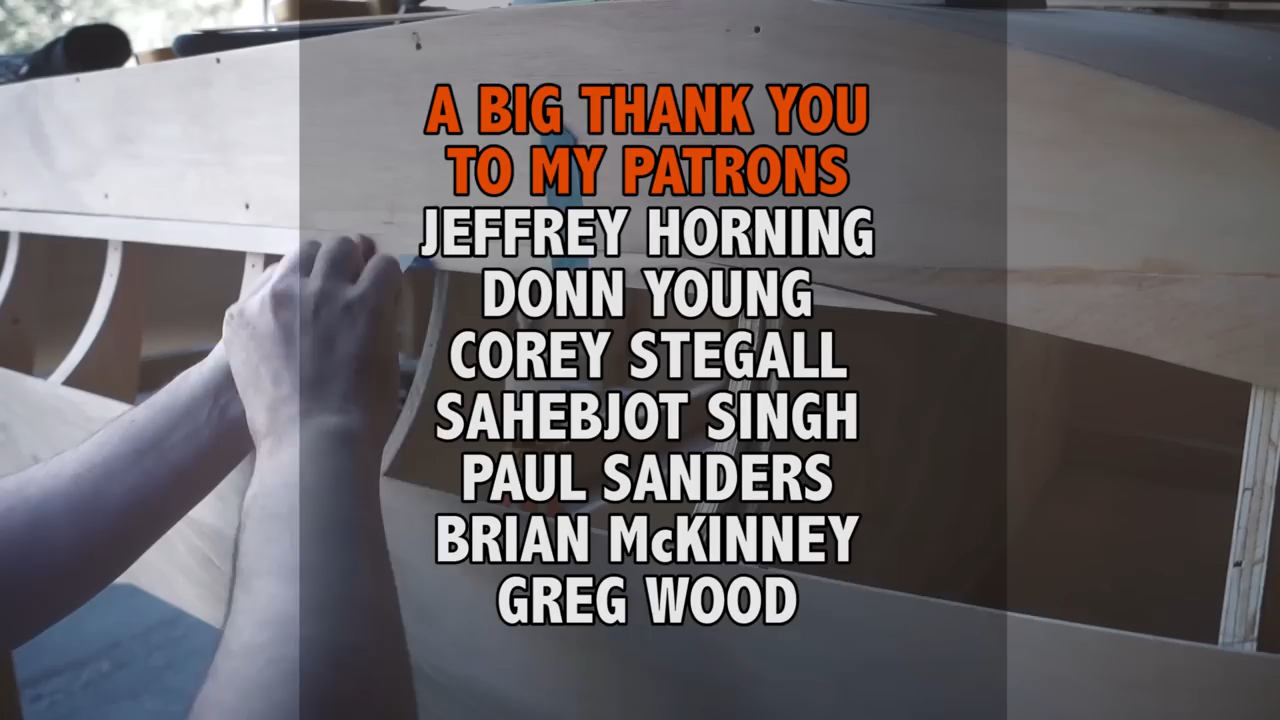 A BIG THANK YOU
TO MY PATRONS
JEFFREY HORNING
DONN YOUNG
COREY STEGALL
SAHEBJOT SINGH
PAUL SANDERS
BRIAN McKINNEY
GREG WOOD